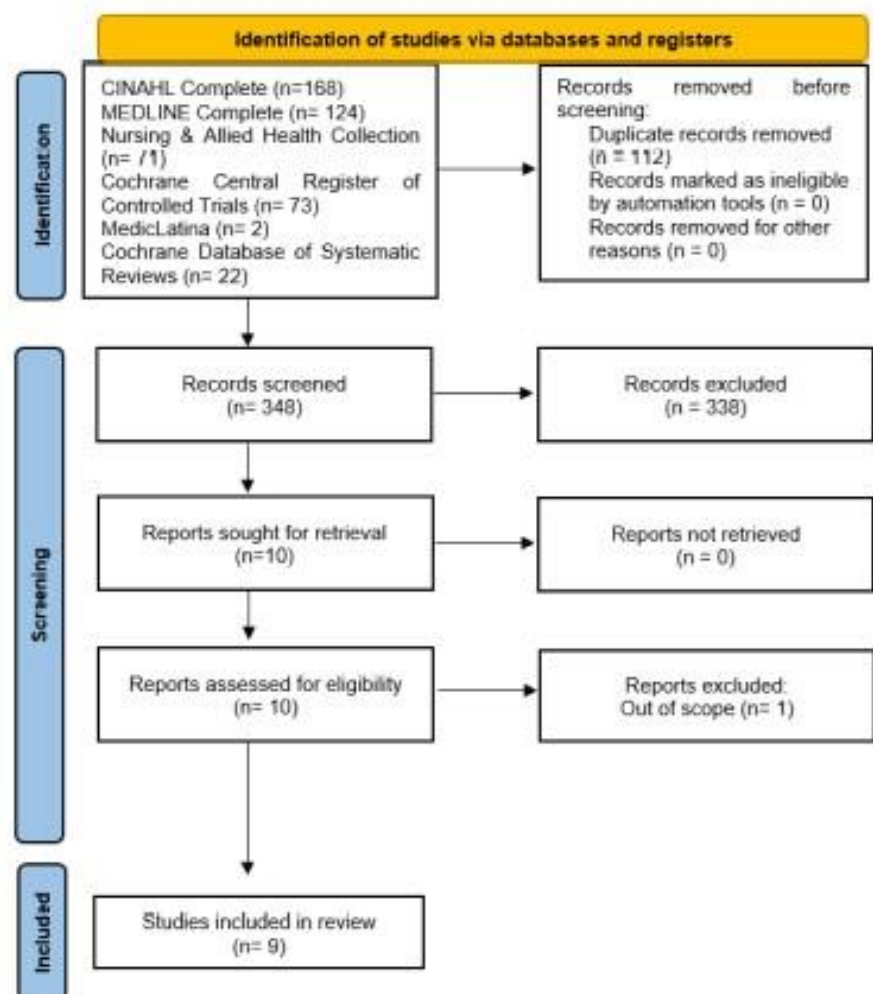 Identification of studies via databases and registers
Identification
CINAHL Complete (n=168)
MEDLINE Complete (n= 124)
Nursing & Allied Health Collection
(n= 71)
Cochrane Central Register of
Controlled Trials (n= 73)
MedicLatina (n= 2)
Cochrane Database of Systematic
Reviews (n= 22)
Records removed before
screening:
Duplicate records removed
(n = 112)
Records marked as ineligible
by automation tools (n = 0)
Records removed for other
reasons (n = 0)
Screening
Records screened
(n= 348)
Records excluded
(n = 338)
Reports sought for retrieval
(n=10)
Reports not retrieved
(n = 0)
Reports assessed for eligibility
(n= 10)
Reports excluded:
Out of scope (n= 1)
Included
Studies included in review
(n= 9)